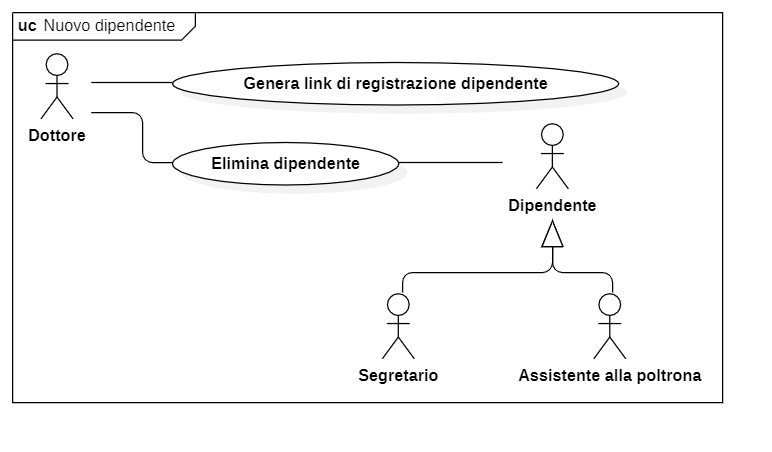 uc Nuovo dipendente
Genera link di registrazione dipendente
Dottore
Elimina dipendente
Dipendente
Segretario
Assistente alla poltrona